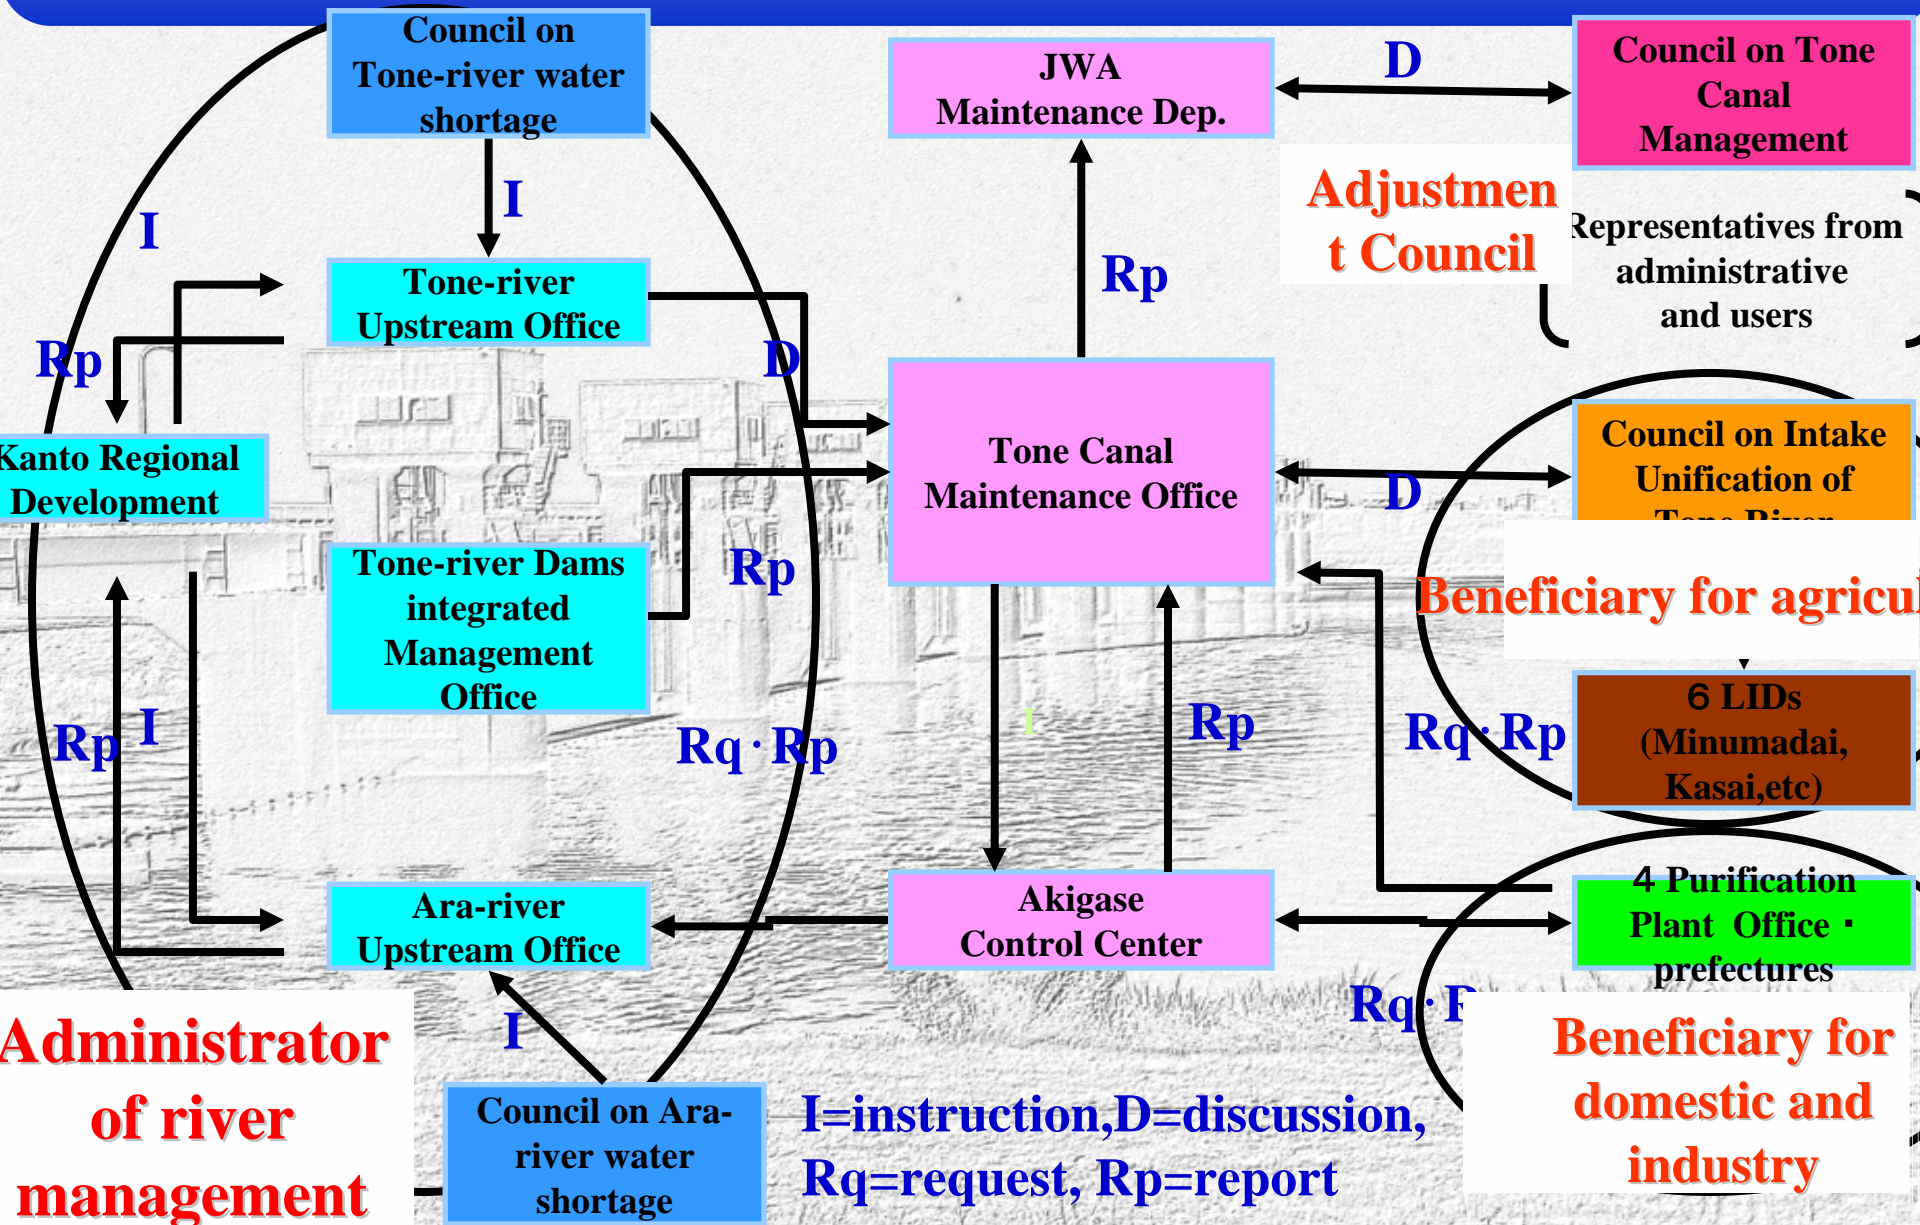 Council on
Tone-river water
shortage
JWA
Maintenance Dep.
D
Council on Tone
Canal
Management
I
I
Adjustmen
t Council
Representatives from
administrative
and users
Rp
Tone-river
Upstream Office
Rp
D
Kanto Regional
Development
Tone Canal
Maintenance Office
D
Council on Intake
Unification of
Tone River
Tone-river Dams
integrated
Management
Office
Rp
Beneficiary for agricul
Rp
I
Rq·Rp
I
Rp
Rq·Rp
6 LIDs
(Minumadai,
Kasai,etc)
Ara-river
Upstream Office
Akigase
Control Center
4 Purification
Plant Office ・
prefectures
I
Rq·R
Administrator
of river
management
Council on Ara-
river water
shortage
I=instruction,D=discussion,
Rq=request, Rp=report
Beneficiary for
domestic and
industry